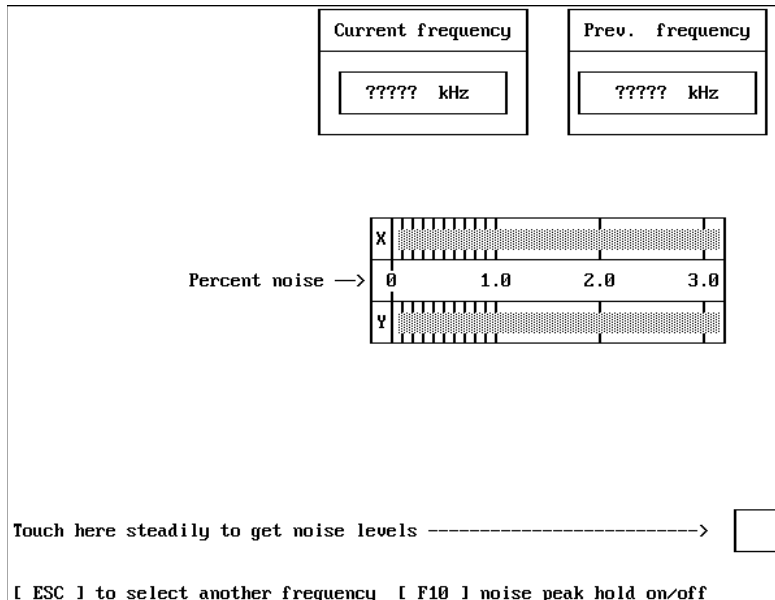 Current frequency
Prev. frequency
????? kHz
????? kHz
X
Percent noise —>
0 1.0 2.0 3.0
Y
Touch here steadily to get noise levels -------------------------->
[ ESC ] to select another frequency [ F10 ] noise peak hold on/off